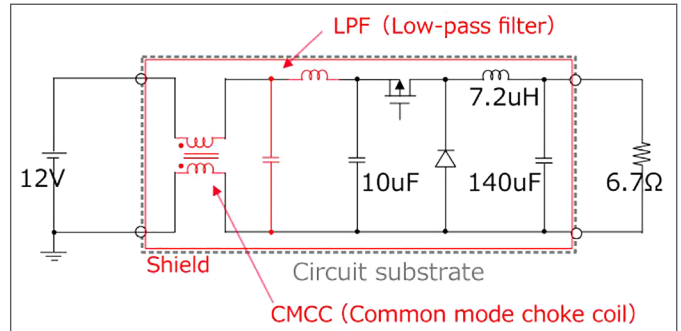 LPF（Low-pass filter）
7.2uH
12V
10uF
140uF
6.7Ω
Shield
Circuit substrate
CMCC（Common mode choke coil）